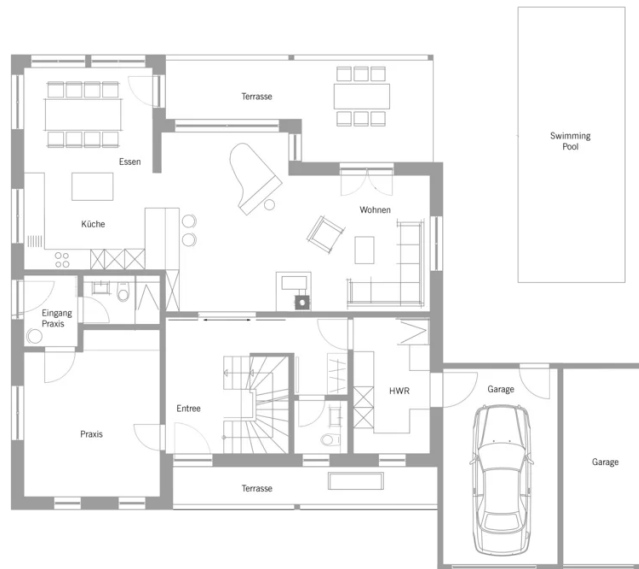 Terrasse
Swimming
Pool
Essen
Wohnen
Küche
Eingang
Praxis
Entree
HWR
Garage
Praxis
Garage
Terrasse